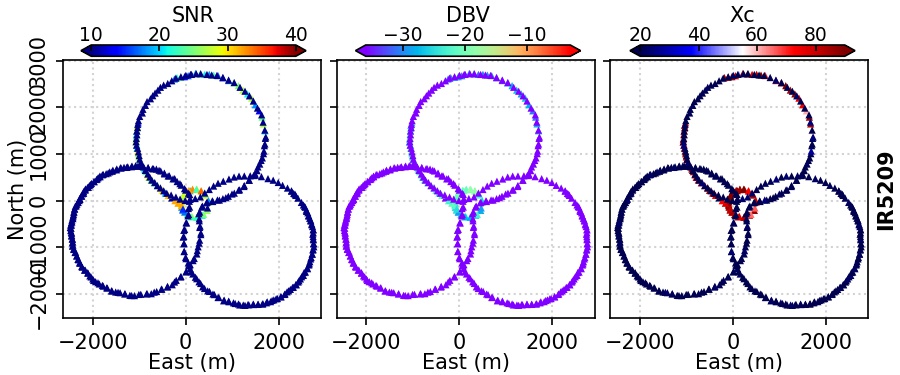 SNR DBV Xc
10 20 30 40 −30 −20 −10 20 40 60 80
North (m)
3000
2000
1000
0
−1000
−2000
−2000 0 2000 −2000 0 2000 −2000 0 2000
East (m) East (m) East (m)
IR5209